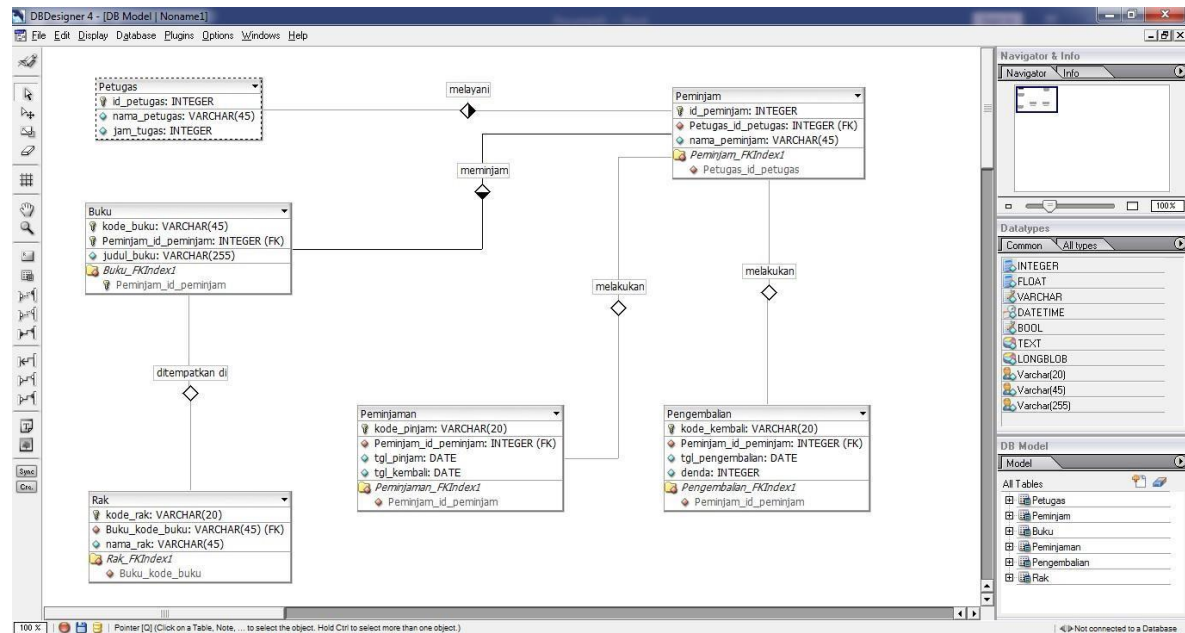 DBDesigner 4 - [DB Model | Noname1]
File Edit Display Database Plugins Options Windows Help
Petugas
id_petugas: INTEGER
nama_petugas: VARCHAR(45)
jam_tugas: INTEGER
melayani
Peminjam
id_peminjam: INTEGER
Petugas_id_petugas: INTEGER (FK)
nama_peminjam: VARCHAR(45)
Peminjam_FKIndex1
Petugas_id_petugas
meminjam
Buku
kode_buku: VARCHAR(45)
Peminjam_id_peminjam: INTEGER (FK)
judul_buku: VARCHAR(255)
Buku_FKIndex1
Peminjam_id_peminjam
melakukan
melakukan
ditempatkan di
Peminjaman
kode_pinjam: VARCHAR(20)
Peminjam_id_peminjam: INTEGER (FK)
tgl_pinjam: DATE
tgl_kembali: DATE
Peminjaman_FKIndex1
Peminjam_id_peminjam
Pengembalian
kode_kembali: VARCHAR(20)
Peminjam_id_peminjam: INTEGER (FK)
tgl_pengembalian: DATE
denda: INTEGER
Pengembalian_FKIndex1
Peminjam_id_peminjam
Rak
kode_rak: VARCHAR(20)
Buku_kode_buku: VARCHAR(45) (FK)
nama_rak: VARCHAR(45)
Rak_FKIndex1
Buku_kode_buku
Navigator & Info
Navigator Info
100%
Datatypes
Common All types
INTEGER
FLOAT
VARCHAR
DATETIME
BOOL
TEXT
LONGBLOB
Varchar(20)
Varchar(45)
Varchar(255)
DB Model
Model
All Tables
Petugas
Peminjam
Buku
Peminjaman
Pengembalian
Rak
Sync
100 % Pointer [Q] (Click on a Table, Note, ... to select the object. Hold Ctrl to select more than one object.) Not connected to a Database